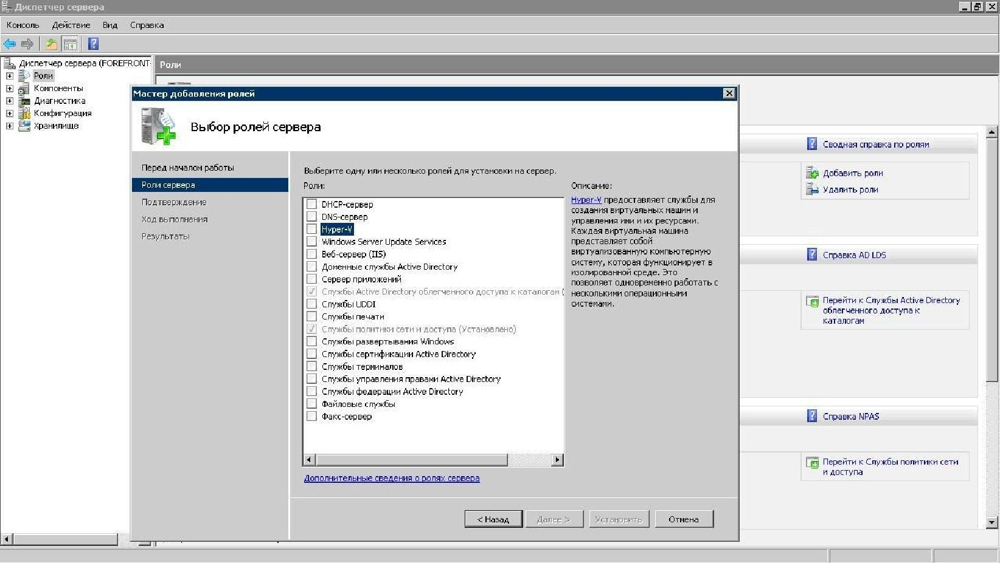 Диспетчер сервера
Консоль Действие Вид Справка
Диспетчер сервера (FOREFRONT-
Роли
Компоненты
Диагностика
Конфигурация
Хранилище
Роли
Мастер добавления ролей
Выбор ролей сервера
Перед началом работы
Роли сервера
Подтверждение
Ход выполнения
Результаты
Выберите одну или несколько ролей для установки на сервер.
Роли:
DHCP-сервер
DNS-сервер
Hyper-V
Windows Server Update Services
Веб-сервер (IIS)
Доменные службы Active Directory
Сервер приложений
Службы Active Directory облегченного доступа к каталогам (
Службы UDDI
Службы печати
Службы политики сети и доступа (Установлено)
Службы развертывания Windows
Службы сертификации Active Directory
Службы терминалов
Службы управления правами Active Directory
Службы федерации Active Directory
Файловые службы
Факс-сервер
Дополнительные сведения о ролях сервера
Описание:
Hyper-V предоставляет службы для
создания виртуальных машин и
управления ими и их ресурсами.
Каждая виртуальная машина
представляет собой
виртуализованную компьютерную
систему, которая функционирует в
изолированной среде. Это
позволяет одновременно работать с
несколькими операционными
системами.
< Назад Далее > Установить Отмена
Сводная справка по ролям
Добавить роли
Удалить роли
Справка AD LDS
Перейти к Службы Active Directory
облегченного доступа к
каталогам
Справка NPAS
Перейти к Службы политики сети
и доступа